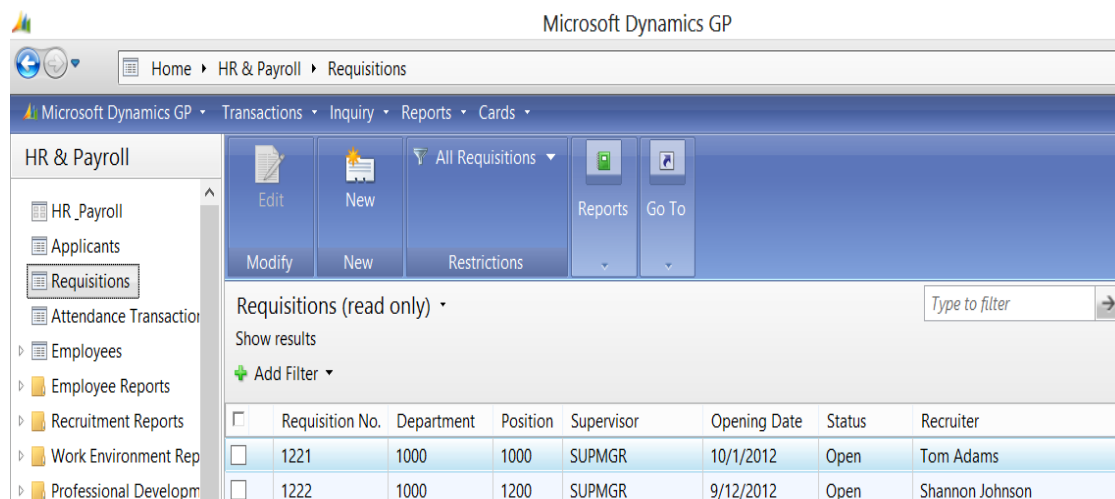 Microsoft Dynamics GP
Home HR & Payroll Requisitions
Microsoft Dynamics GP Transactions Inquiry Reports Cards
HR & Payroll
HR _Payroll
Applicants
Requisitions
Attendance Transaction
Employees
Employee Reports
Recruitment Reports
Work Environment Rep
Professional Developm
Edit
Modify
New
New
All Requisitions
Restrictions
Reports
Go To
Requisitions (read only)
Type to filter
Show results
Add Filter
Requisition No. Department Position Supervisor Opening Date Status Recruiter
1221 1000 1000 SUPMGR 10/1/2012 Open Tom Adams
1222 1000 1200 SUPMGR 9/12/2012 Open Shannon Johnson